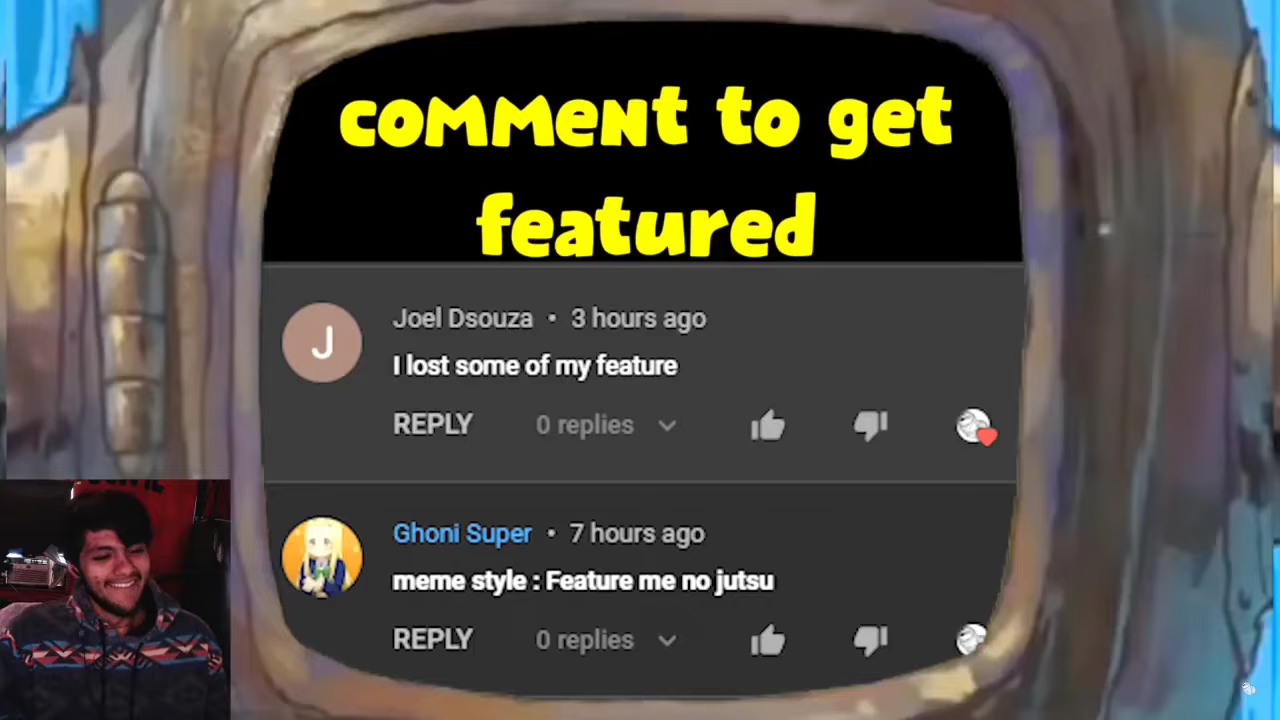 comment to get
featured
Joel Dsouza • 3 hours ago
J
I lost some of my feature
REPLY 0 replies
Ghoni Super • 7 hours ago
meme style : Feature me no jutsu
REPLY 0 replies